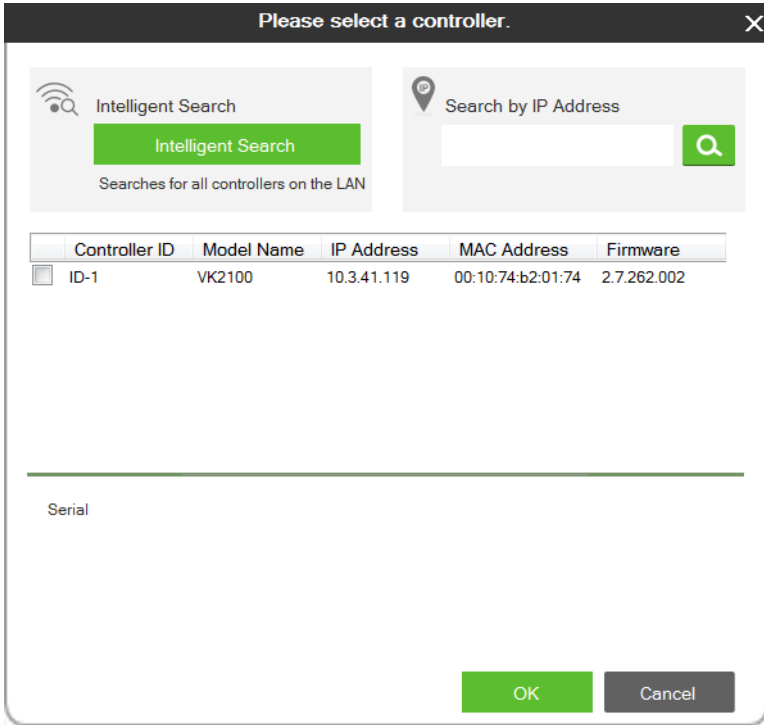 Please select a controller.
Intelligent Search
Intelligent Search
Searches for all controllers on the LAN
IP
Search by IP Address
Controller ID Model Name IP Address MAC Address Firmware
ID-1 VK2100 10.3.41.119 00:10:74:b2:01:74 2.7.262.002
Serial
OK Cancel